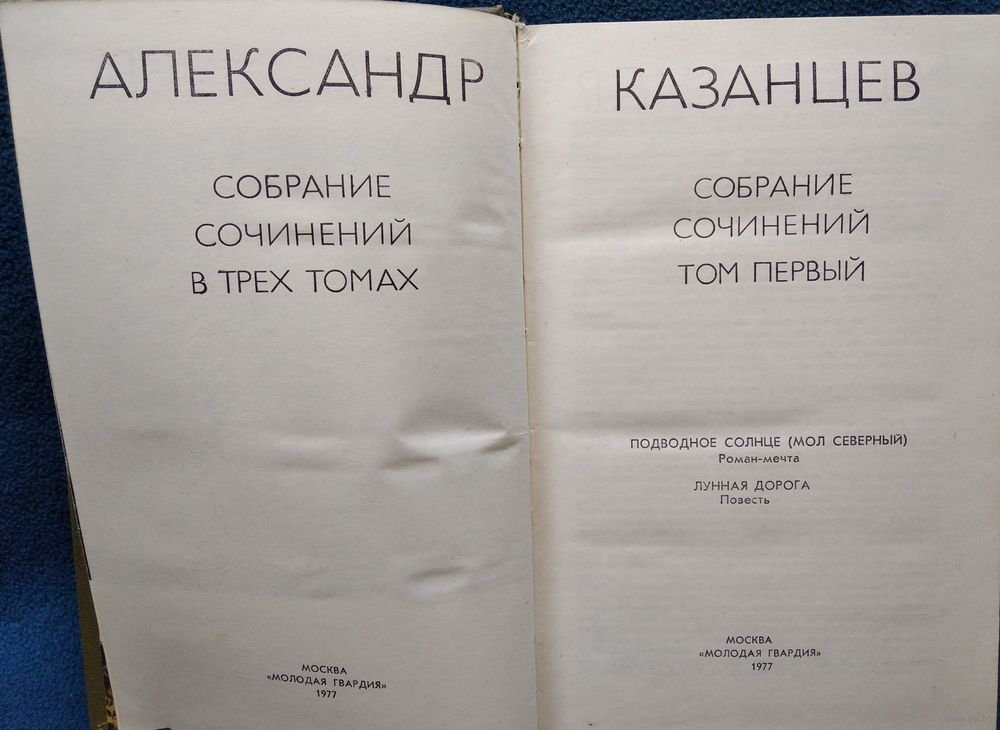 АЛЕКСАНДР
СОБРАНИЕ
СОЧИНЕНИЙ
В ТРЕХ ТОМАХ
МОСКВА
«МОЛОДАЯ ГВАРДИЯ»
1977
КАЗАНЦЕВ
СОБРАНИЕ
СОЧИНЕНИЙ
ТОМ ПЕРВЫЙ
ПОДВОДНОЕ СОЛНЦЕ (МОЛ СЕВЕРНЫЙ)
Роман-мечта
ЛУННАЯ ДОРОГА
Повесть
МОСКВА
«МОЛОДАЯ ГВАРДИЯ»
1977